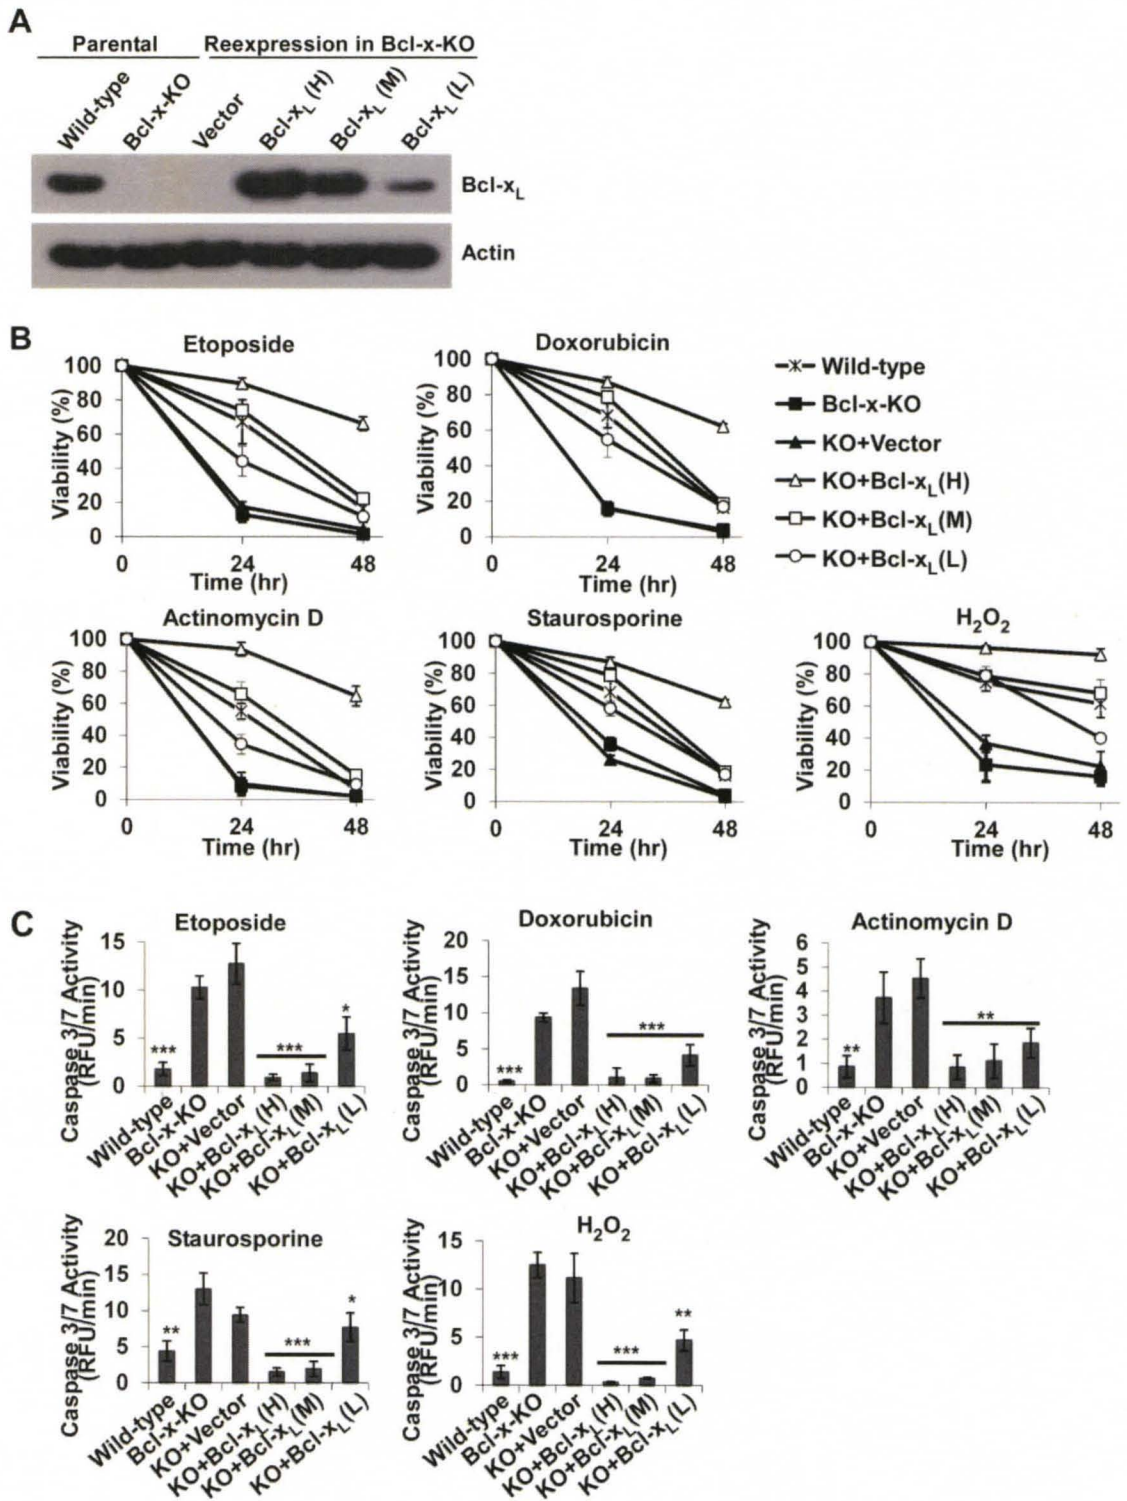 A
Parental Reexpression in Bcl-x-KO
Wild-type
Bcl-x-KO
Vector
Bcl-xL (H)
Bcl-xL (M)
Bcl-xL (L)
Bcl-xL
Actin
B
Etoposide
Viability (%)
100
80
60
40
20
0
0 24 48
Time (hr)
Doxorubicin
Viability (%)
100
80
60
40
20
0
0 24 48
Time (hr)
Wild-type
Bcl-x-KO
KO+Vector
KO+Bcl-xL(H)
KO+Bcl-xL(M)
KO+Bcl-xL(L)
Actinomycin D
Viability (%)
100
80
60
40
20
0
0 24 48
Time (hr)
Staurosporine
Viability (%)
100
80
60
40
20
0
0 24 48
Time (hr)
H2O2
Viability (%)
100
80
60
40
20
0
0 24 48
Time (hr)
C
Etoposide
Caspase 3/7 Activity
(RFU/min)
15
10
5
0
***
***
*
Wild-type
Bcl-x-KO
KO+Vector
KO+Bcl-xL(H)
KO+Bcl-xL(M)
KO+Bcl-xL(L)
Doxorubicin
Caspase 3/7 Activity
(RFU/min)
20
15
10
5
0
***
***
Wild-type
Bcl-x-KO
KO+Vector
KO+Bcl-xL(H)
KO+Bcl-xL(M)
KO+Bcl-xL(L)
Actinomycin D
Caspase 3/7 Activity
(RFU/min)
6
5
4
3
2
1
0
**
**
Wild-type
Bcl-x-KO
KO+Vector
KO+Bcl-xL(H)
KO+Bcl-xL(M)
KO+Bcl-xL(L)
Staurosporine
Caspase 3/7 Activity
(RFU/min)
20
15
10
5
0
**
***
*
Wild-type
Bcl-x-KO
KO+Vector
KO+Bcl-xL(H)
KO+Bcl-xL(M)
KO+Bcl-xL(L)
H2O2
Caspase 3/7 Activity
(RFU/min)
15
10
5
0
***
***
**
Wild-type
Bcl-x-KO
KO+Vector
KO+Bcl-xL(H)
KO+Bcl-xL(M)
KO+Bcl-xL(L)